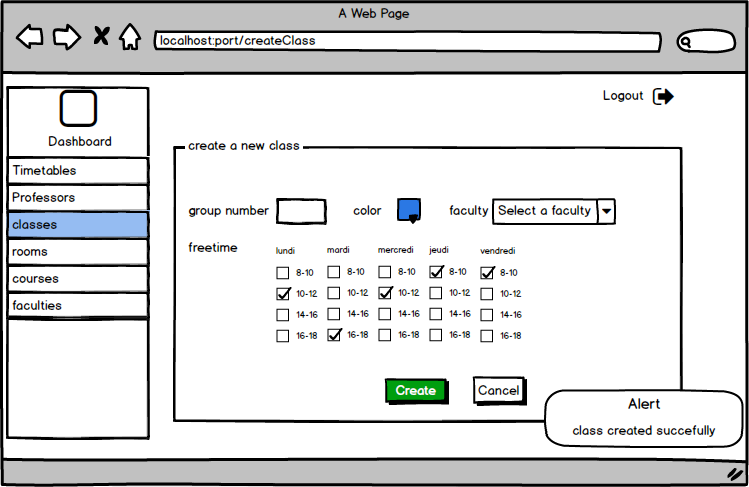 A Web Page
localhost:port/createClass
Logout
Dashboard
Timetables
Professors
classes
rooms
courses
faculties
create a new class
group number color faculty Select a faculty
freetime lundi mardi mercredi jeudi vendredi
8-10 8-10 8-10 8-10 8-10
10-12 10-12 10-12 10-12 10-12
14-16 14-16 14-16 14-16 14-16
16-18 16-18 16-18 16-18 16-18
Create Cancel
Alert
class created succefully